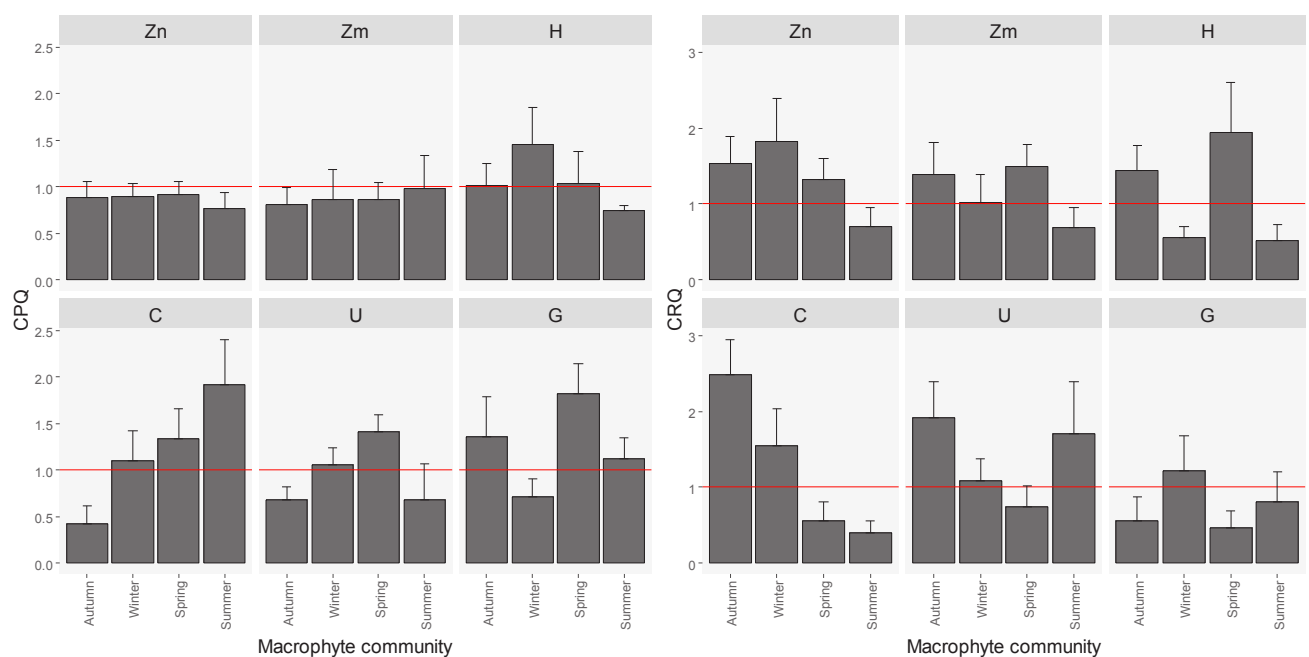 Zn Zm H
2.5
2.0
1.5
1.0
0.5
0.0
CPQ
C U G
2.5
2.0
1.5
1.0
0.5
0.0
Autumn Winter Spring Summer Autumn Winter Spring Summer Autumn Winter Spring Summer
Macrophyte community
Zn Zm H
3
2
1
0
CRQ
C U G
3
2
1
0
Autumn Winter Spring Summer Autumn Winter Spring Summer Autumn Winter Spring Summer
Macrophyte community